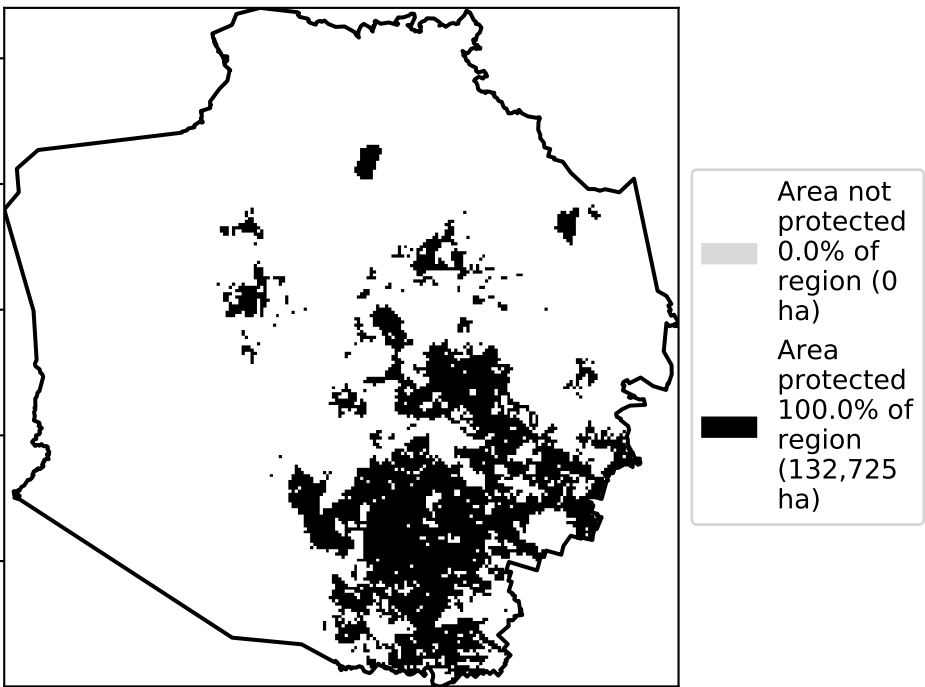 Area not
protected
0.0% of
region (0
ha)
Area
protected
100.0% of
region
(132,725
ha)